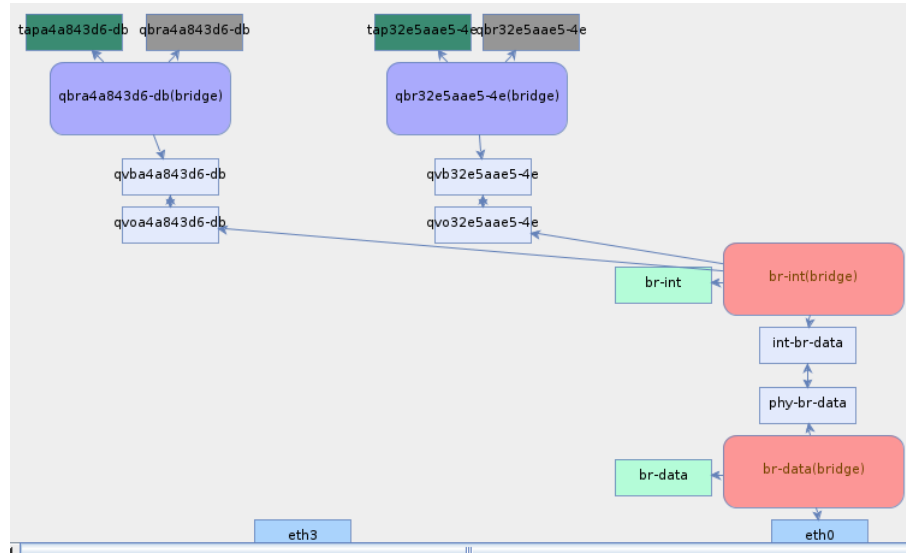 tapa4a843d6-db
qbra4a843d6-db
tap32e5aae5-4e
qbr32e5aae5-4e
qbra4a843d6-db(bridge)
qbr32e5aae5-4e(bridge)
qvba4a843d6-db
qvb32e5aae5-4e
qvoa4a843d6-db
qvo32e5aae5-4e
br-int
br-int(bridge)
int-br-data
phy-br-data
br-data
br-data(bridge)
eth3
eth0